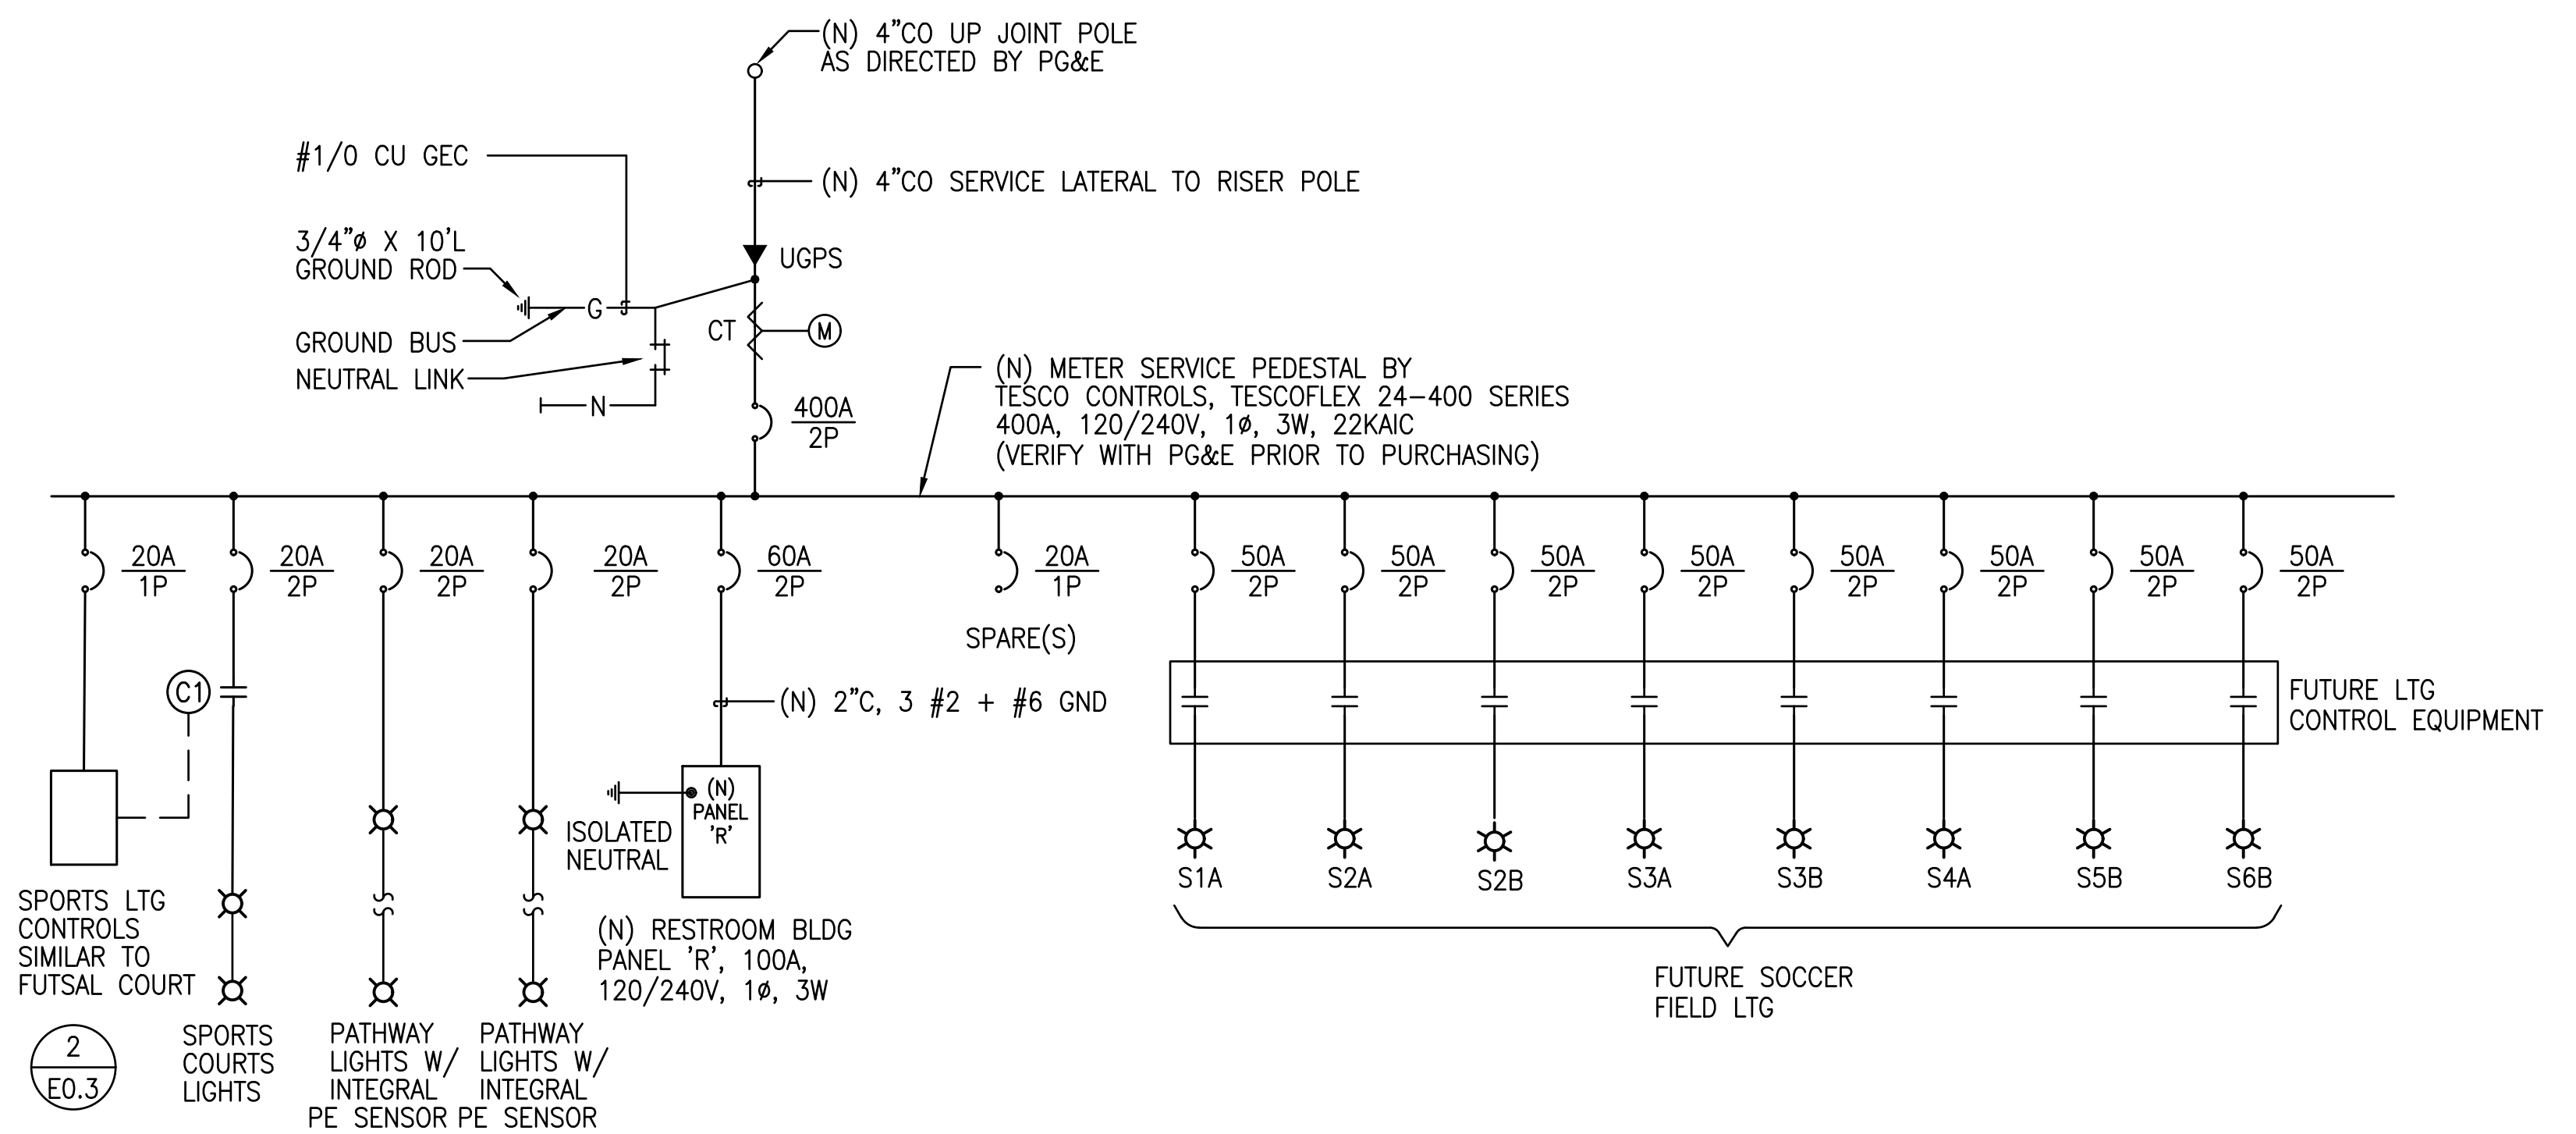 (N) 4"CO UP JOINT POLE
AS DIRECTED BY PG&E
#1/0 CU GEC
(N) 4"CO SERVICE LATERAL TO RISER POLE
3/4"ø X 10'L
GROUND ROD
UGPS
G
GROUND BUS
CT
M
NEUTRAL LINK
N
400A
2P
(N) METER SERVICE PEDESTAL BY
TESCO CONTROLS, TESCOFLEX 24-400 SERIES
400A, 120/240V, 1ø, 3W, 22KAIC
(VERIFY WITH PG&E PRIOR TO PURCHASING)
20A
1P
20A
2P
20A
2P
20A
2P
60A
2P
20A
1P
50A
2P
50A
2P
50A
2P
50A
2P
50A
2P
50A
2P
50A
2P
50A
2P
SPARE(S)
C1
(N) 2"C, 3 #2 + #6 GND
FUTURE LTG
CONTROL EQUIPMENT
(N)
PANEL
'R'
ISOLATED
NEUTRAL
S1A
S2A
S2B
S3A
S3B
S4A
S5B
S6B
SPORTS LTG
CONTROLS
SIMILAR TO
FUTSAL COURT
(N) RESTROOM BLDG
PANEL 'R', 100A,
120/240V, 1ø, 3W
FUTURE SOCCER
FIELD LTG
2
E0.3
SPORTS
COURTS
LIGHTS
PATHWAY
LIGHTS W/
INTEGRAL
PE SENSOR
PATHWAY
LIGHTS W/
INTEGRAL
PE SENSOR